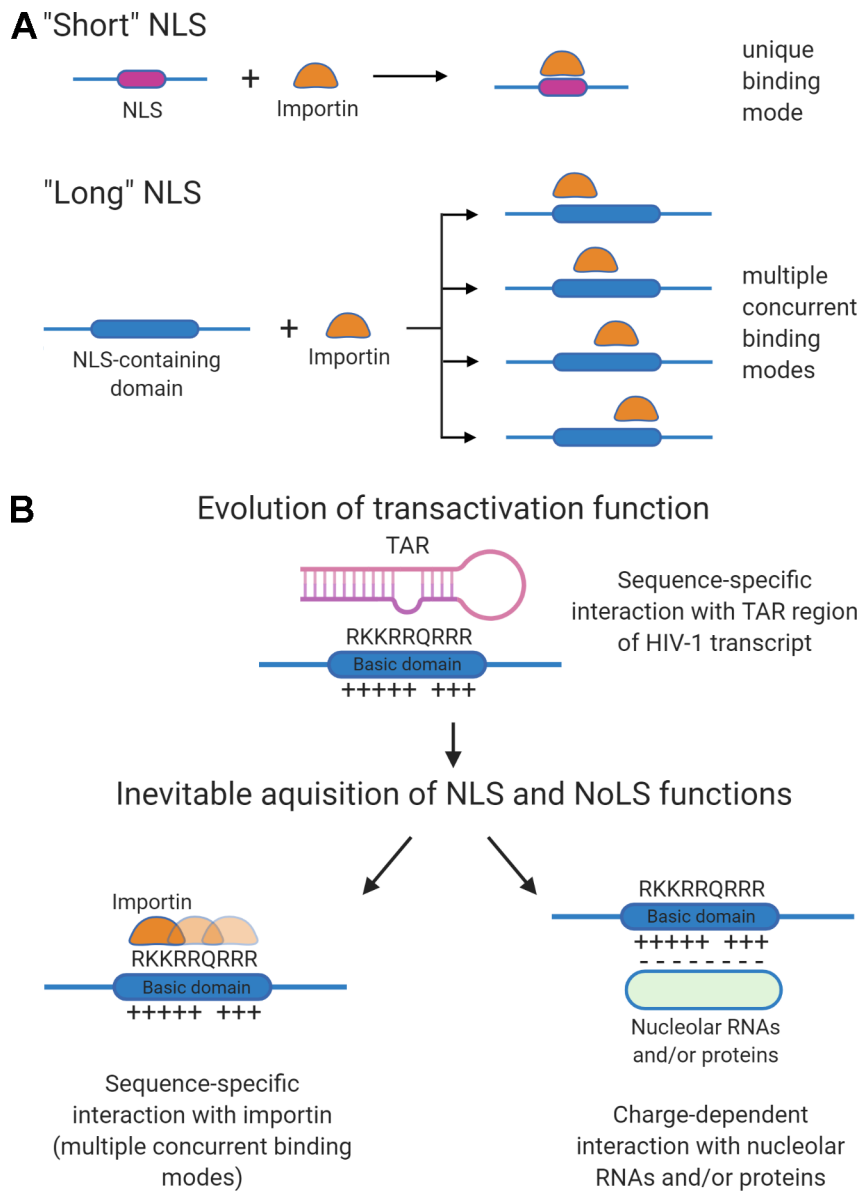 A "Short" NLS
NLS
+
Importin
unique
binding
mode
"Long" NLS
NLS-containing
domain
+
Importin
multiple
concurrent
binding
modes
B
Evolution of transactivation function
TAR
RKKRRQRRR
Basic domain
+++++ +++
Sequence-specific
interaction with TAR region
of HIV-1 transcript
Inevitable aquisition of NLS and NoLS functions
Importin
RKKRRQRRR
Basic domain
+++++ +++
Sequence-specific
interaction with importin
(multiple concurrent binding
modes)
RKKRRQRRR
Basic domain
+++++ +++
- - - - - - - -
Nucleolar RNAs
and/or proteins
Charge-dependent
interaction with nucleolar
RNAs and/or proteins